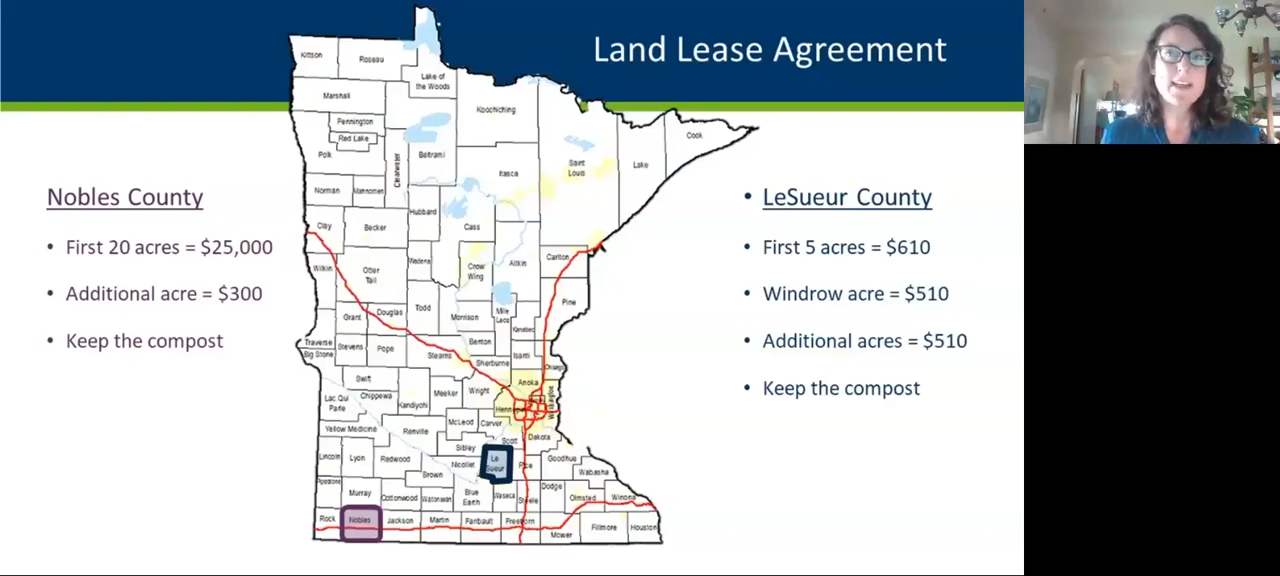 Land Lease Agreement
Nobles County
• First 20 acres = $25,000
• Additional acre = $300
• Keep the compost
• LeSueur County
• First 5 acres = $610
• Windrow acre = $510
• Additional acres = $510
• Keep the compost
Kittson
Roseau
Lake of
the Woods
Marshall
Koochiching
Pennington
Red Lake
Cook
Polk
Clearwater
Beltrami
Itasca
Saint
Louis
Lake
Norman
Mahnomen
Hubbard
Cass
Clay
Becker
Wadena
Crow
Wing
Aitkin
Carlton
Wilkin
Otter
Tail
Pine
Todd
Morrison
Mille
Lacs
Kanabec
Grant
Douglas
Benton
Traverse
Big Stone
Stevens
Pope
Stearns
Isanti
Sherburne
Chisago
Swift
Anoka
Wright
Meeker
Washington
Lac Qui
Parle
Chippewa
Kandiyohi
Henn
McLeod
Carver
Yellow Medicine
Renville
Scott
Dakota
Sibley
Lincoln
Lyon
Redwood
Nicollet
Le
Sueur
Rice
Goodhue
Wabasha
Brown
Pipestone
Murray
Cottonwood
Watonwan
Blue
Earth
Waseca
Steele
Dodge
Olmsted
Winona
Rock
Nobles
Jackson
Martin
Faribault
Freeborn
Mower
Fillmore
Houston